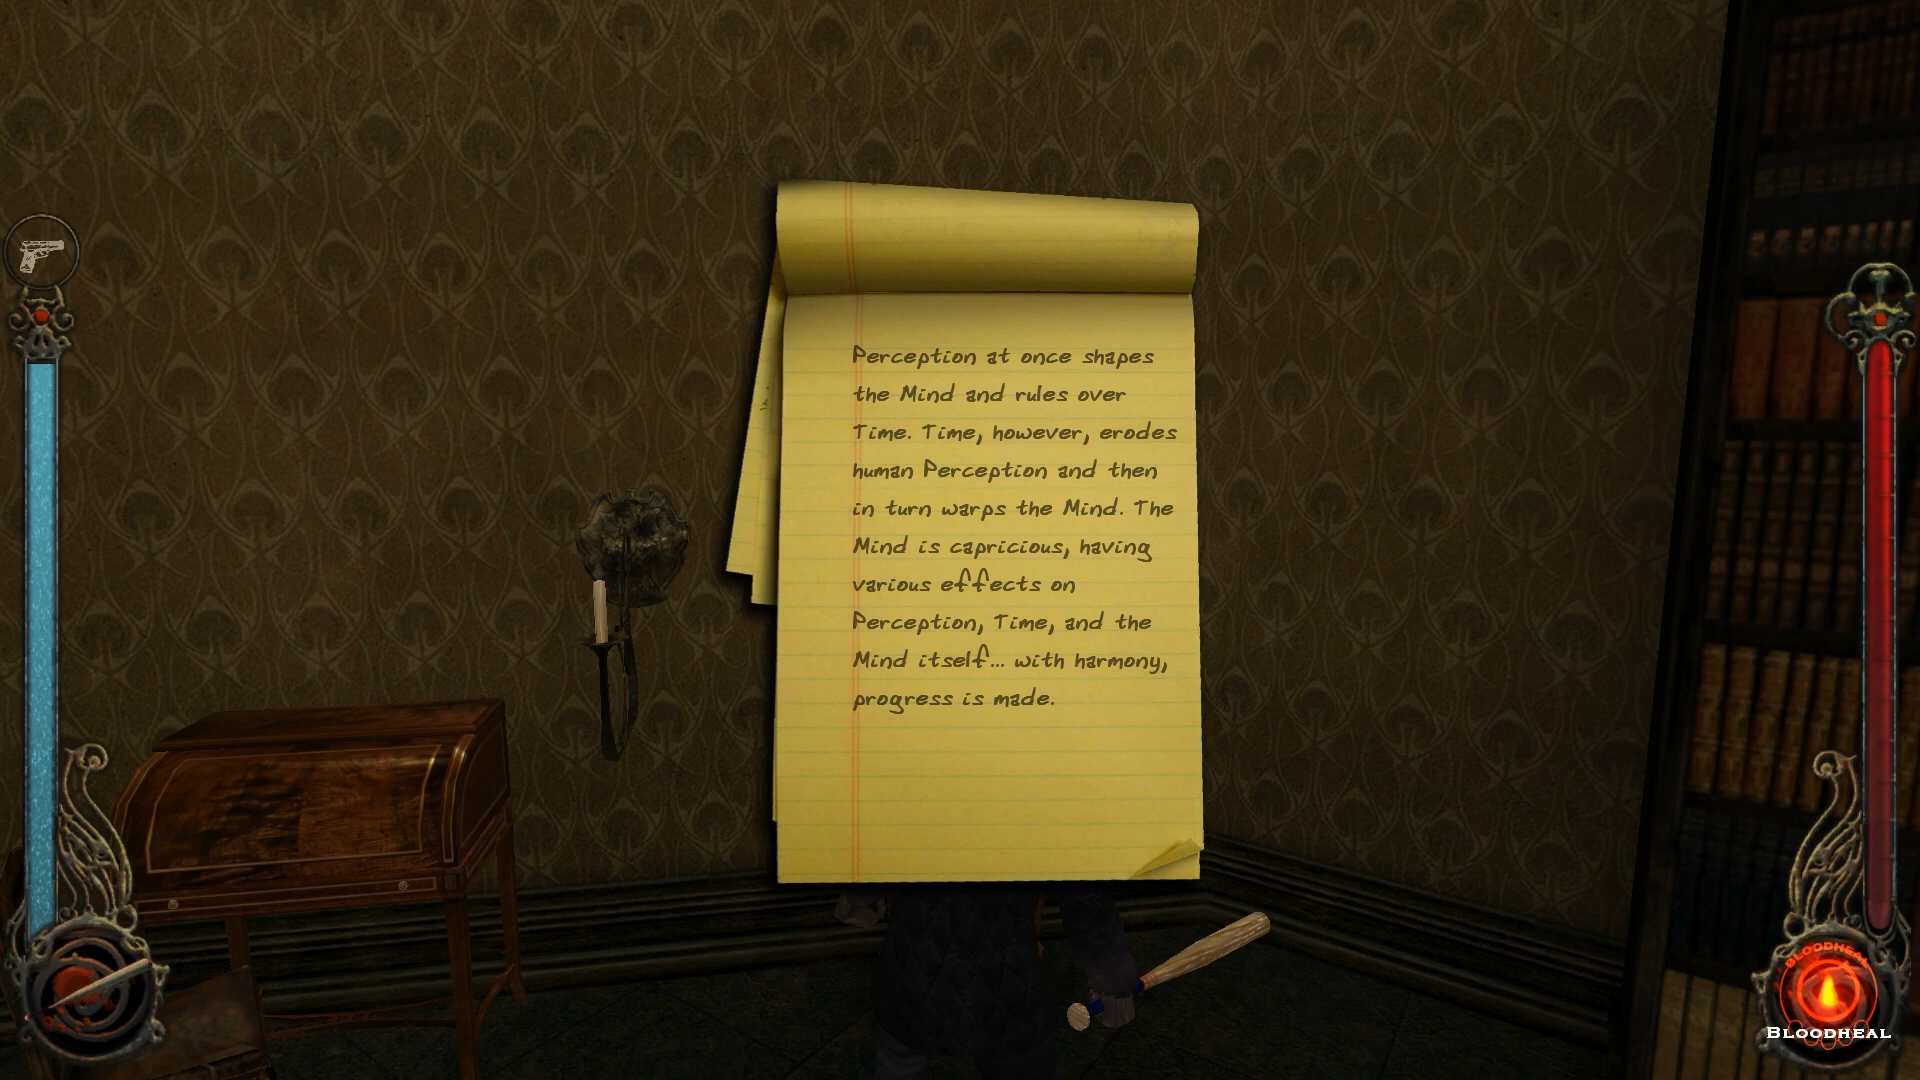 Perception at once shapes
the Mind and rules over
Time. Time, however, erodes
human Perception and then
in turn warps the Mind. The
Mind is capricious, having
various effects on
Perception, Time, and the
Mind itself... with harmony,
progress is made.
BLOODHEAL
BLOODHEAL